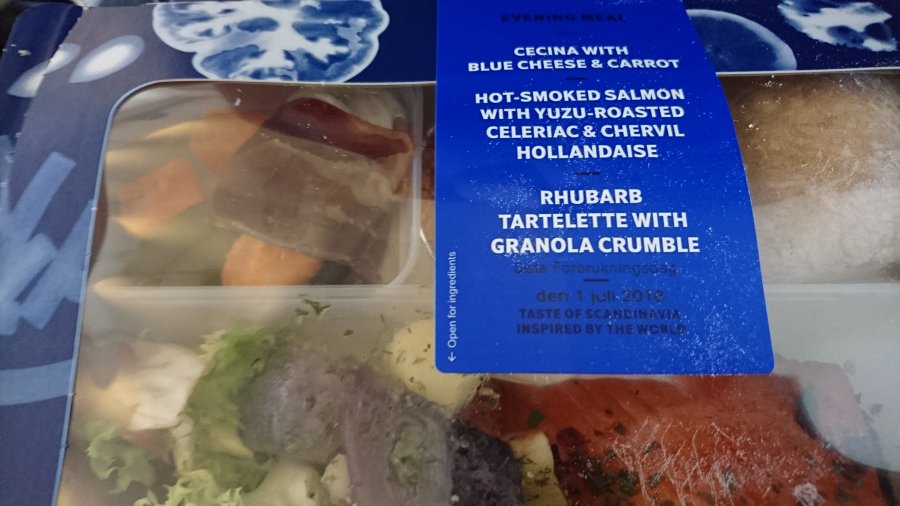 EVENING MEAL
CECINA WITH
BLUE CHEESE & CARROT
HOT-SMOKED SALMON
WITH YUZU-ROASTED
CELERIAC & CHERVIL
HOLLANDAISE
RHUBARB
TARTELETTE WITH
GRANOLA CRUMBLE
Sista Förbrukningsdag
den 1 juli 2018
TASTE OF SCANDINAVIA
INSPIRED BY THE WORLD
← Open for ingredients